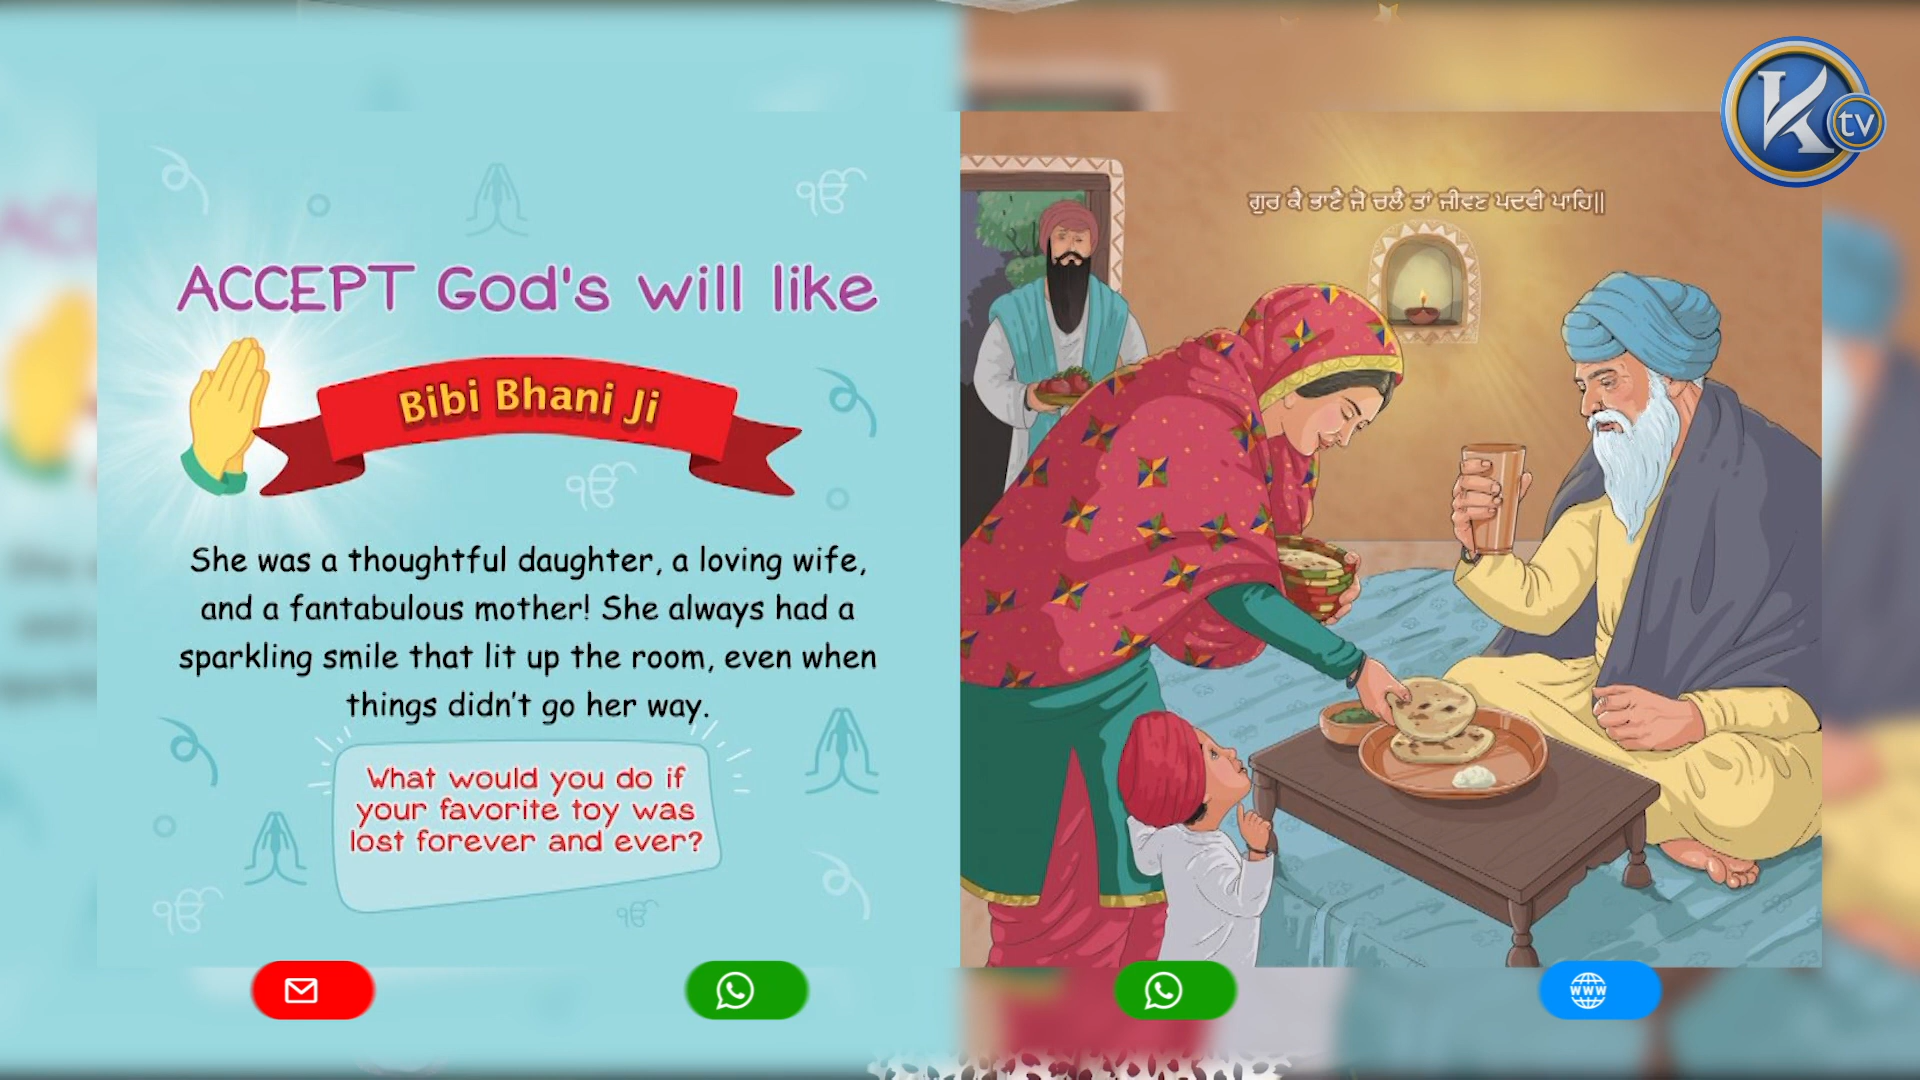 K tv
ACCEPT God's will like
Bibi Bhani Ji
She was a thoughtful daughter, a loving wife,
and a fantabulous mother! She always had a
sparkling smile that lit up the room, even when
things didn't go her way.
What would you do if
your favorite toy was
lost forever and ever?
ਗੁਰ ਕੈ ਭਾਣੈ ਜੋ ਚਲੈ ਤਾਂ ਜੀਵਣ ਪਦਵੀ ਪਾਹਿ||
ੴ
ੴ
ੴ
ੴ
WWW